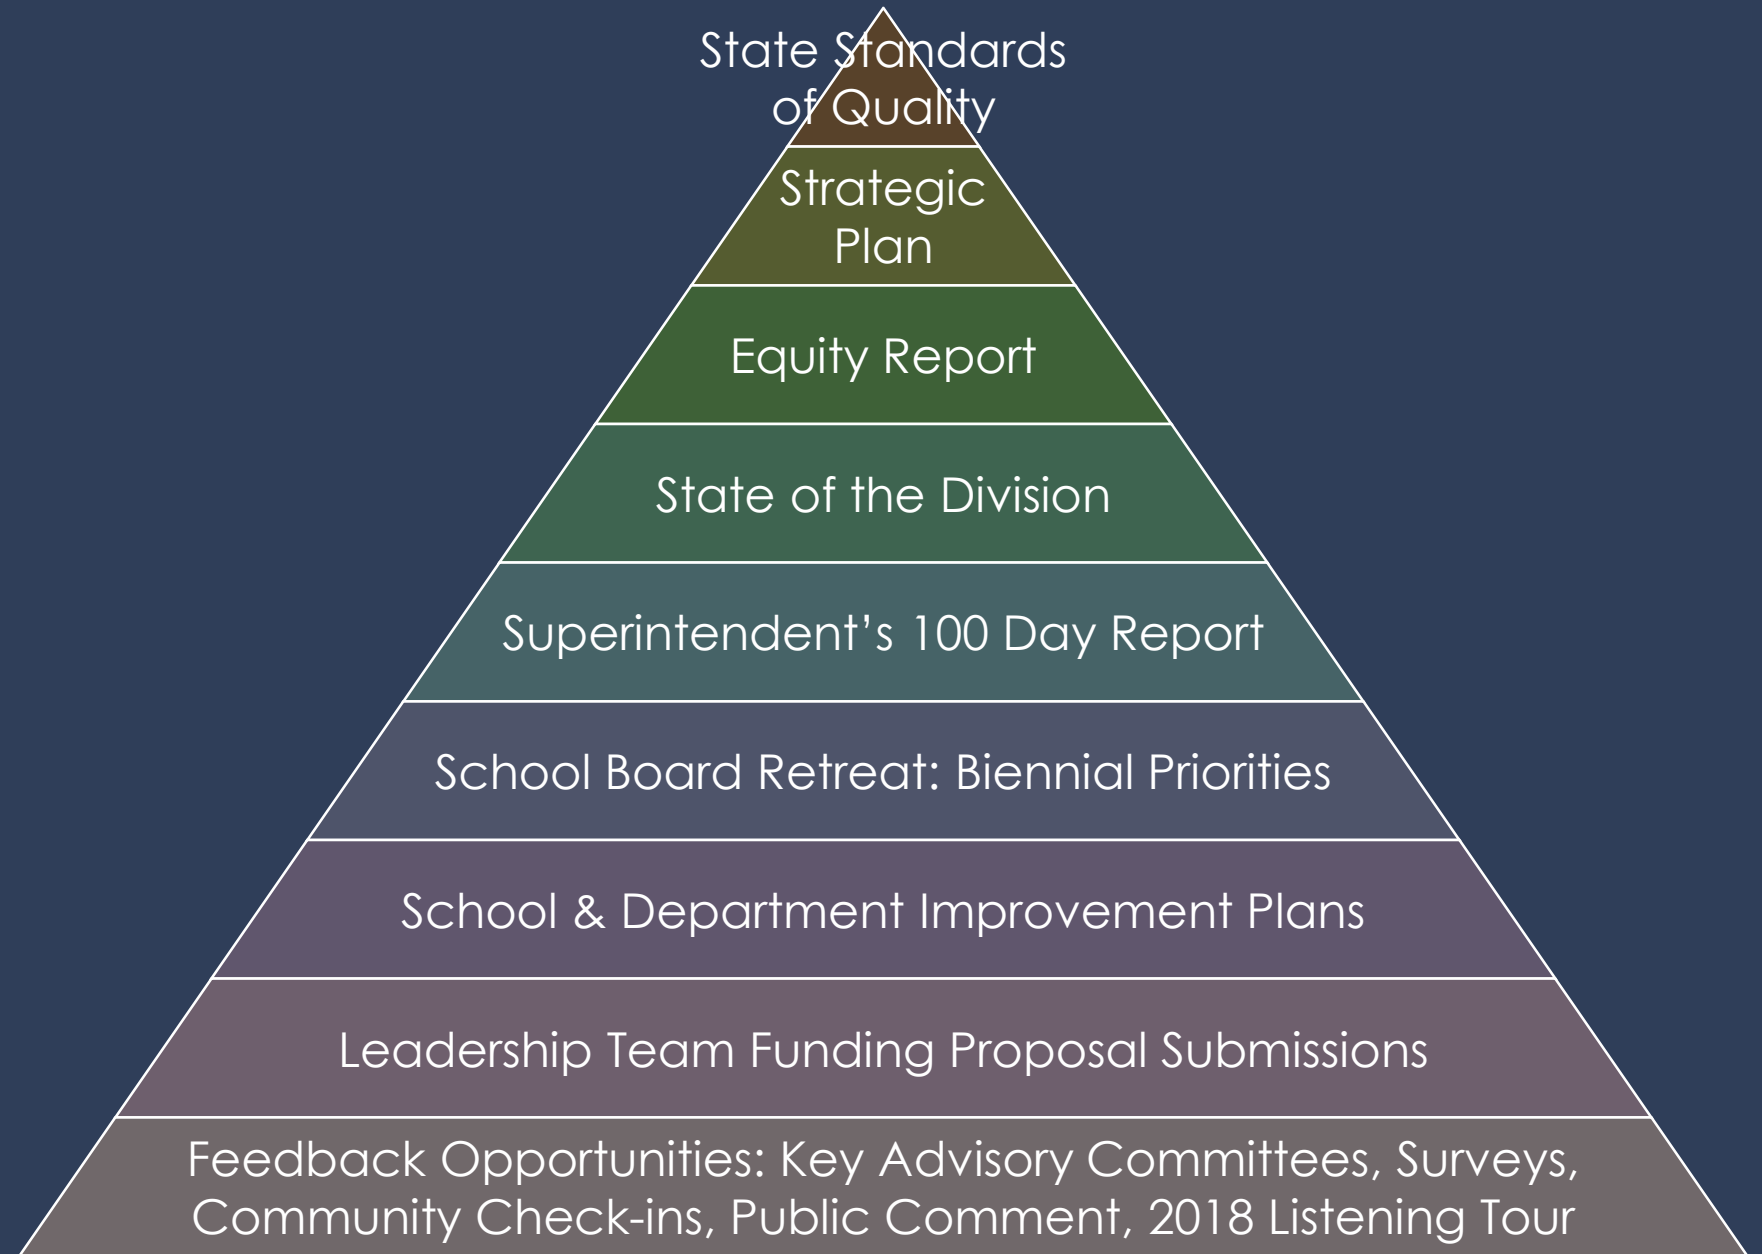 State Standards
of Quality
Strategic
Plan
Equity Report
State of the Division
Superintendent’s 100 Day Report
School Board Retreat: Biennial Priorities
School & Department Improvement Plans
Leadership Team Funding Proposal Submissions
Feedback Opportunities: Key Advisory Committees, Surveys,
Community Check-ins, Public Comment, 2018 Listening Tour